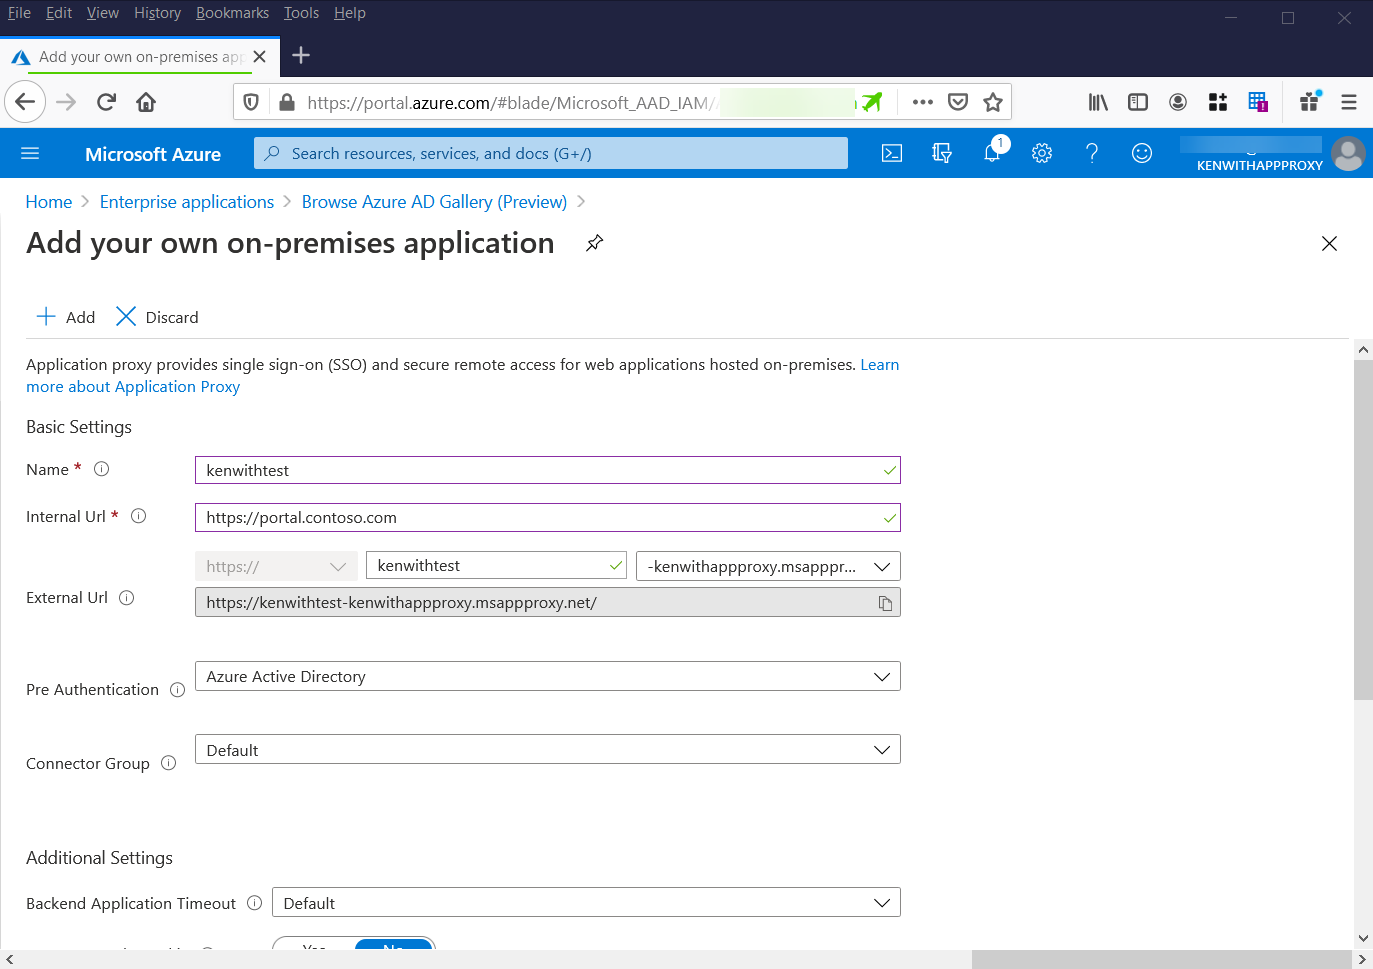 File Edit View History Bookmarks Tools Help
Add your own on-premises app
https://portal.azure.com/#blade/Microsoft_AAD_IAM/
Microsoft Azure
Search resources, services, and docs (G+/)
1
KENWITHAPPPROXY
Home > Enterprise applications > Browse Azure AD Gallery (Preview) >
Add your own on-premises application
Add
Discard
Application proxy provides single sign-on (SSO) and secure remote access for web applications hosted on-premises. Learn
more about Application Proxy
Basic Settings
Name *
kenwithtest
Internal Url *
https://portal.contoso.com
https://
kenwithtest
-kenwithappproxy.msapppr...
External Url
https://kenwithtest-kenwithappproxy.msappproxy.net/
Pre Authentication
Azure Active Directory
Connector Group
Default
Additional Settings
Backend Application Timeout
Default
Yes
No